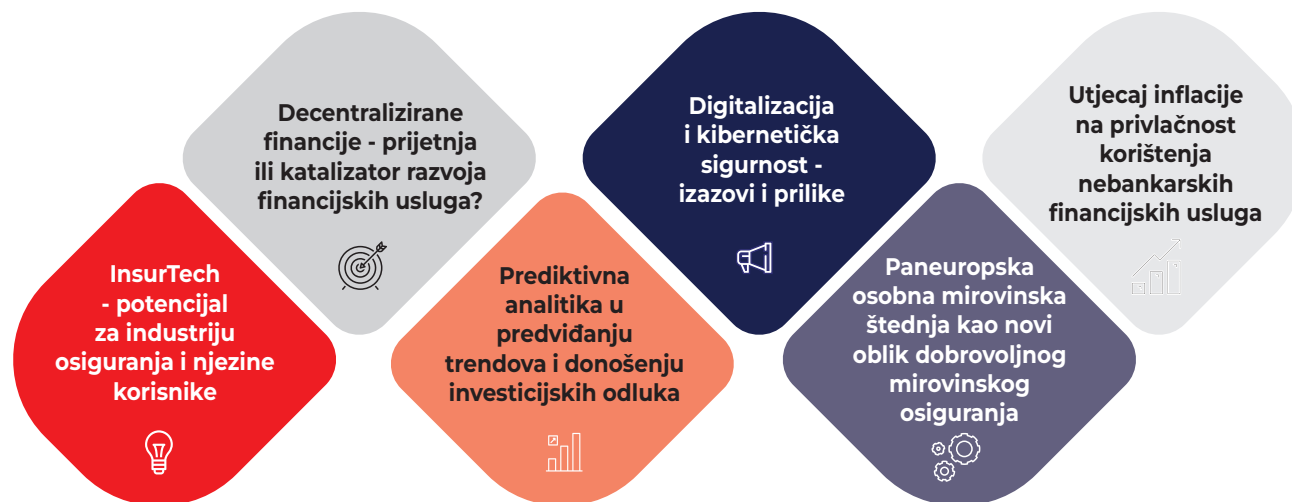 InsurTech
- potencijal
za industriju
osiguranja i njezine
korisnike
Decentralizirane
financije - prijetnja
ili katalizator razvoja
financijskih usluga?
Prediktivna
analitika u
predviđanju
trendova i donošenju
investicijskih odluka
Digitalizacija
i kibernetička
sigurnost -
izazovi i prilike
Paneuropska
osobna mirovinska
štednja kao novi
oblik dobrovoljnog
mirovinskog
osiguranja
Utjecaj inflacije
na privlačnost
korištenja
nebankarskih
financijskih usluga